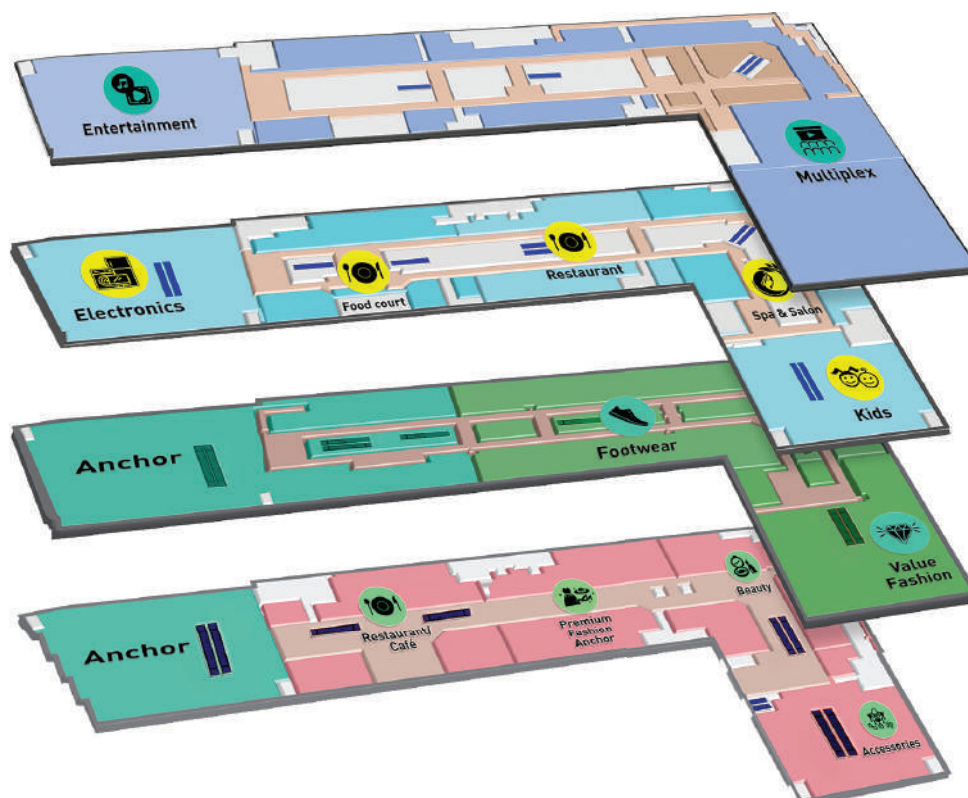 Entertainment
Multiplex
Electronics
Food court
Restaurant
Spa & Salon
Kids
Anchor
Footwear
Value
Fashion
Anchor
Restaurant/
Café
Premium
Fashion
Anchor
Beauty
Accessories